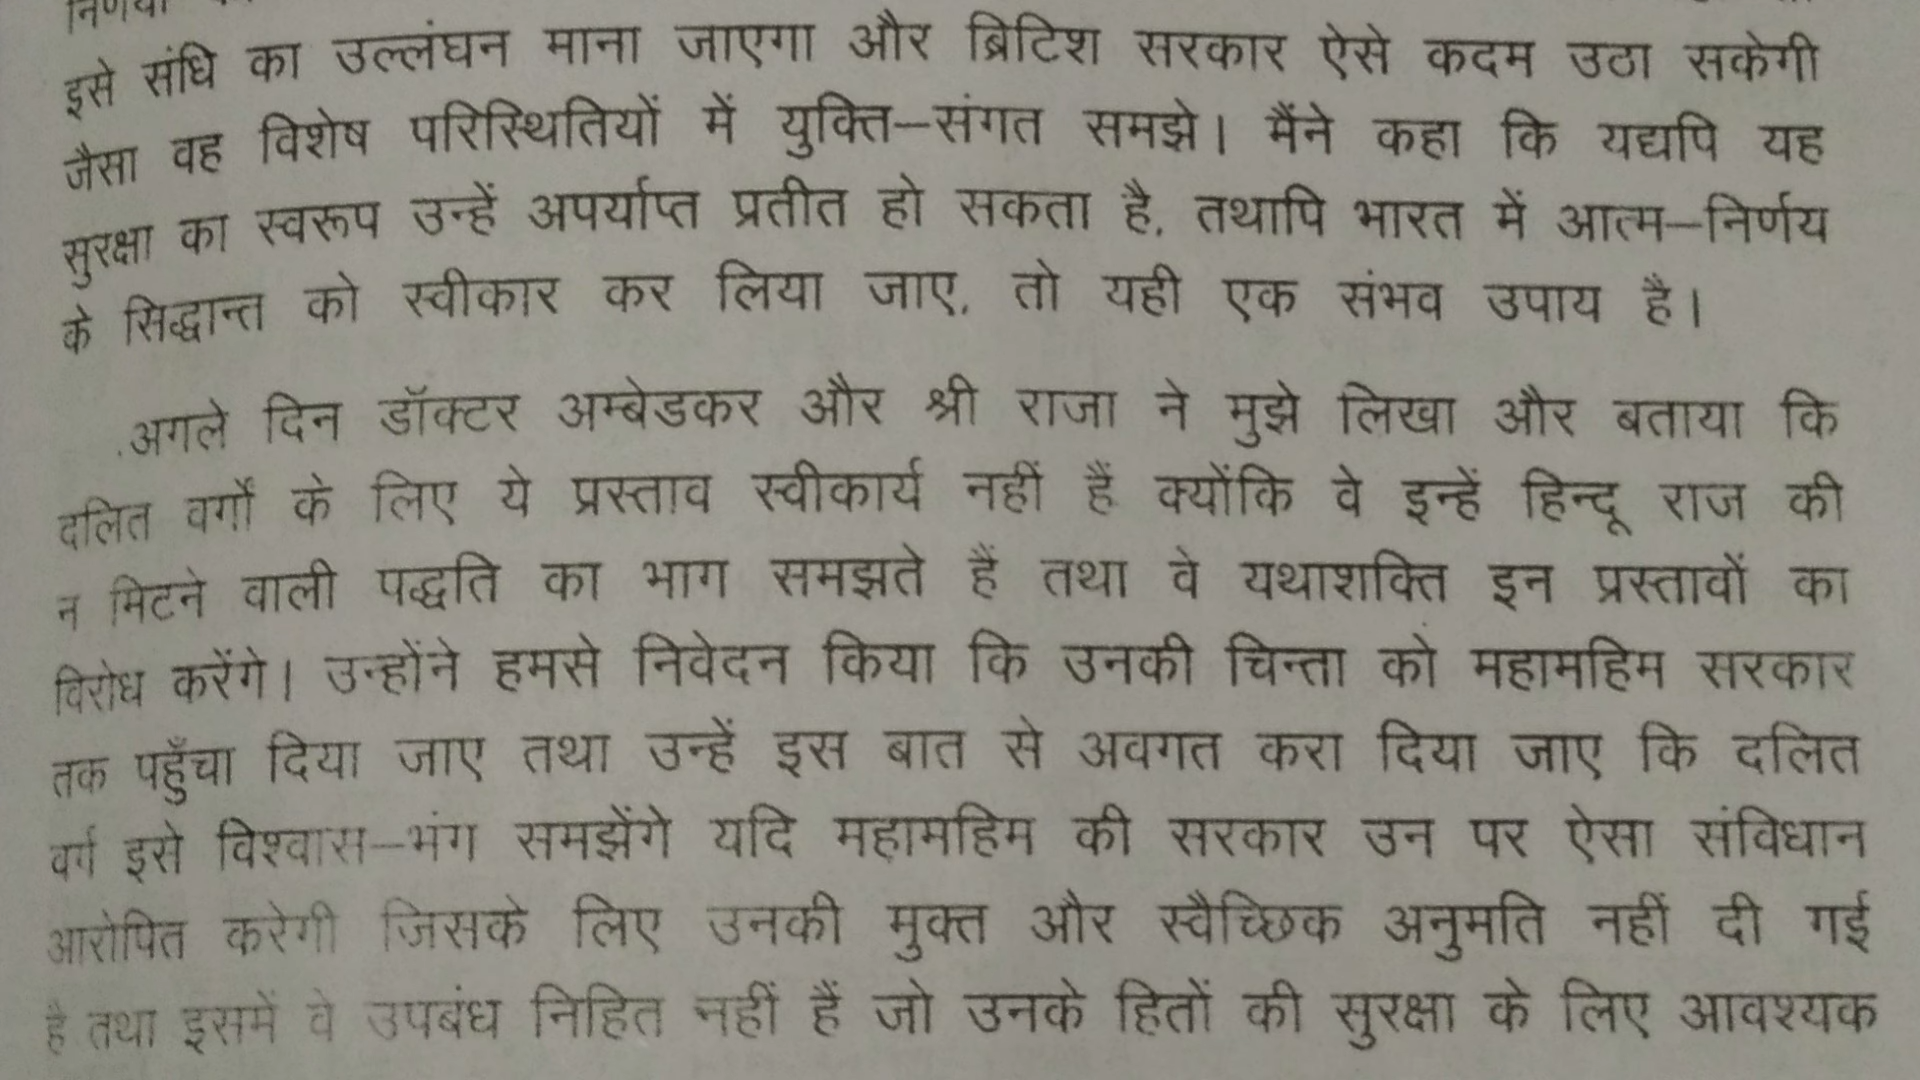 इसे संधि का उल्लंघन माना जाएगा और ब्रिटिश सरकार ऐसे कदम उठा सकेगी
जैसा वह विशेष परिस्थितियों में युक्ति–संगत समझे। मैंने कहा कि यद्यपि यह
सुरक्षा का स्वरूप उन्हें अपर्याप्त प्रतीत हो सकता है, तथापि भारत में आत्म–निर्णय
के सिद्धान्त को स्वीकार कर लिया जाए, तो यही एक संभव उपाय है।
अगले दिन डॉक्टर अम्बेडकर और श्री राजा ने मुझे लिखा और बताया कि
दलित वर्गों के लिए ये प्रस्ताव स्वीकार्य नहीं हैं क्योंकि वे इन्हें हिन्दू राज की
न मिटने वाली पद्धति का भाग समझते हैं तथा वे यथाशक्ति इन प्रस्तावों का
विरोध करेंगे। उन्होंने हमसे निवेदन किया कि उनकी चिन्ता को महामहिम सरकार
तक पहुँचा दिया जाए तथा उन्हें इस बात से अवगत करा दिया जाए कि दलित
वर्ग इसे विश्वास–भंग समझेंगे यदि महामहिम की सरकार उन पर ऐसा संविधान
आरोपित करेगी जिसके लिए उनकी मुक्त और स्वैच्छिक अनुमति नहीं दी गई
है तथा इसमें वे उपबंध निहित नहीं हैं जो उनके हितों की सुरक्षा के लिए आवश्यक